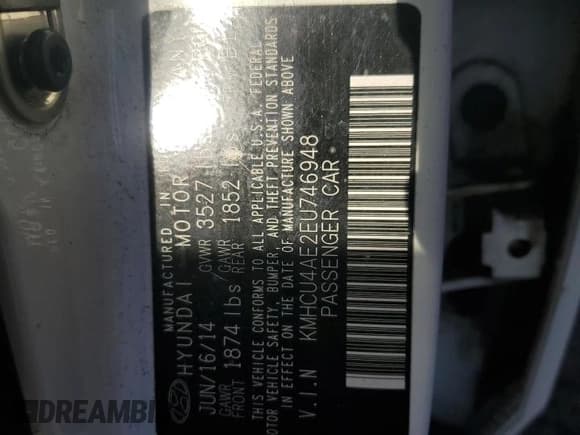 MANUFACTURED IN
HYUNDAI MOTOR
JUN/16/14 GVWR 3527
GAWR FRONT 1874 lbs GAWR REAR 1852
THIS VEHICLE CONFORMS TO ALL APPLICABLE U.S.A. FEDERAL
MOTOR VEHICLE SAFETY, BUMPER, AND THEFT PREVENTION STANDARDS
IN EFFECT ON THE DATE OF MANUFACTURE SHOWN ABOVE
V.I.N KMHCU4AE2EU746948
PASSENGER CAR
DREAMBI